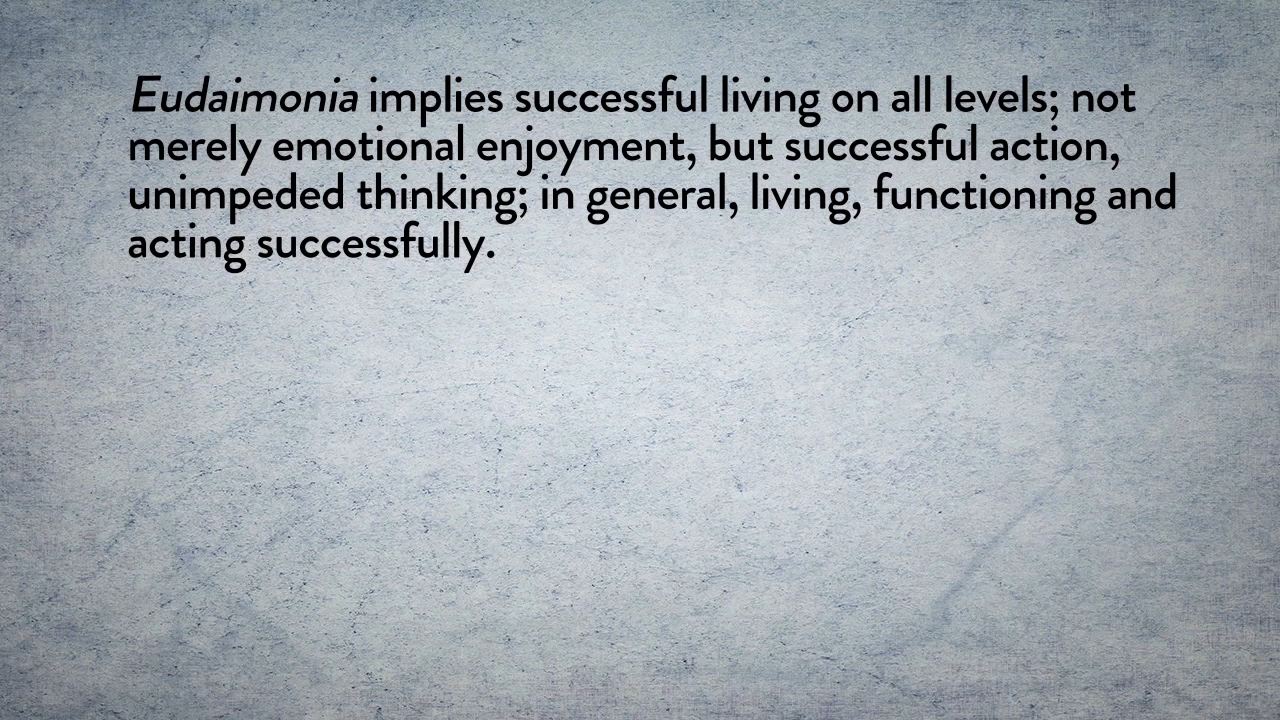 Eudaimonia implies successful living on all levels; not
merely emotional enjoyment, but successful action,
unimpeded thinking; in general, living, functioning and
acting successfully.